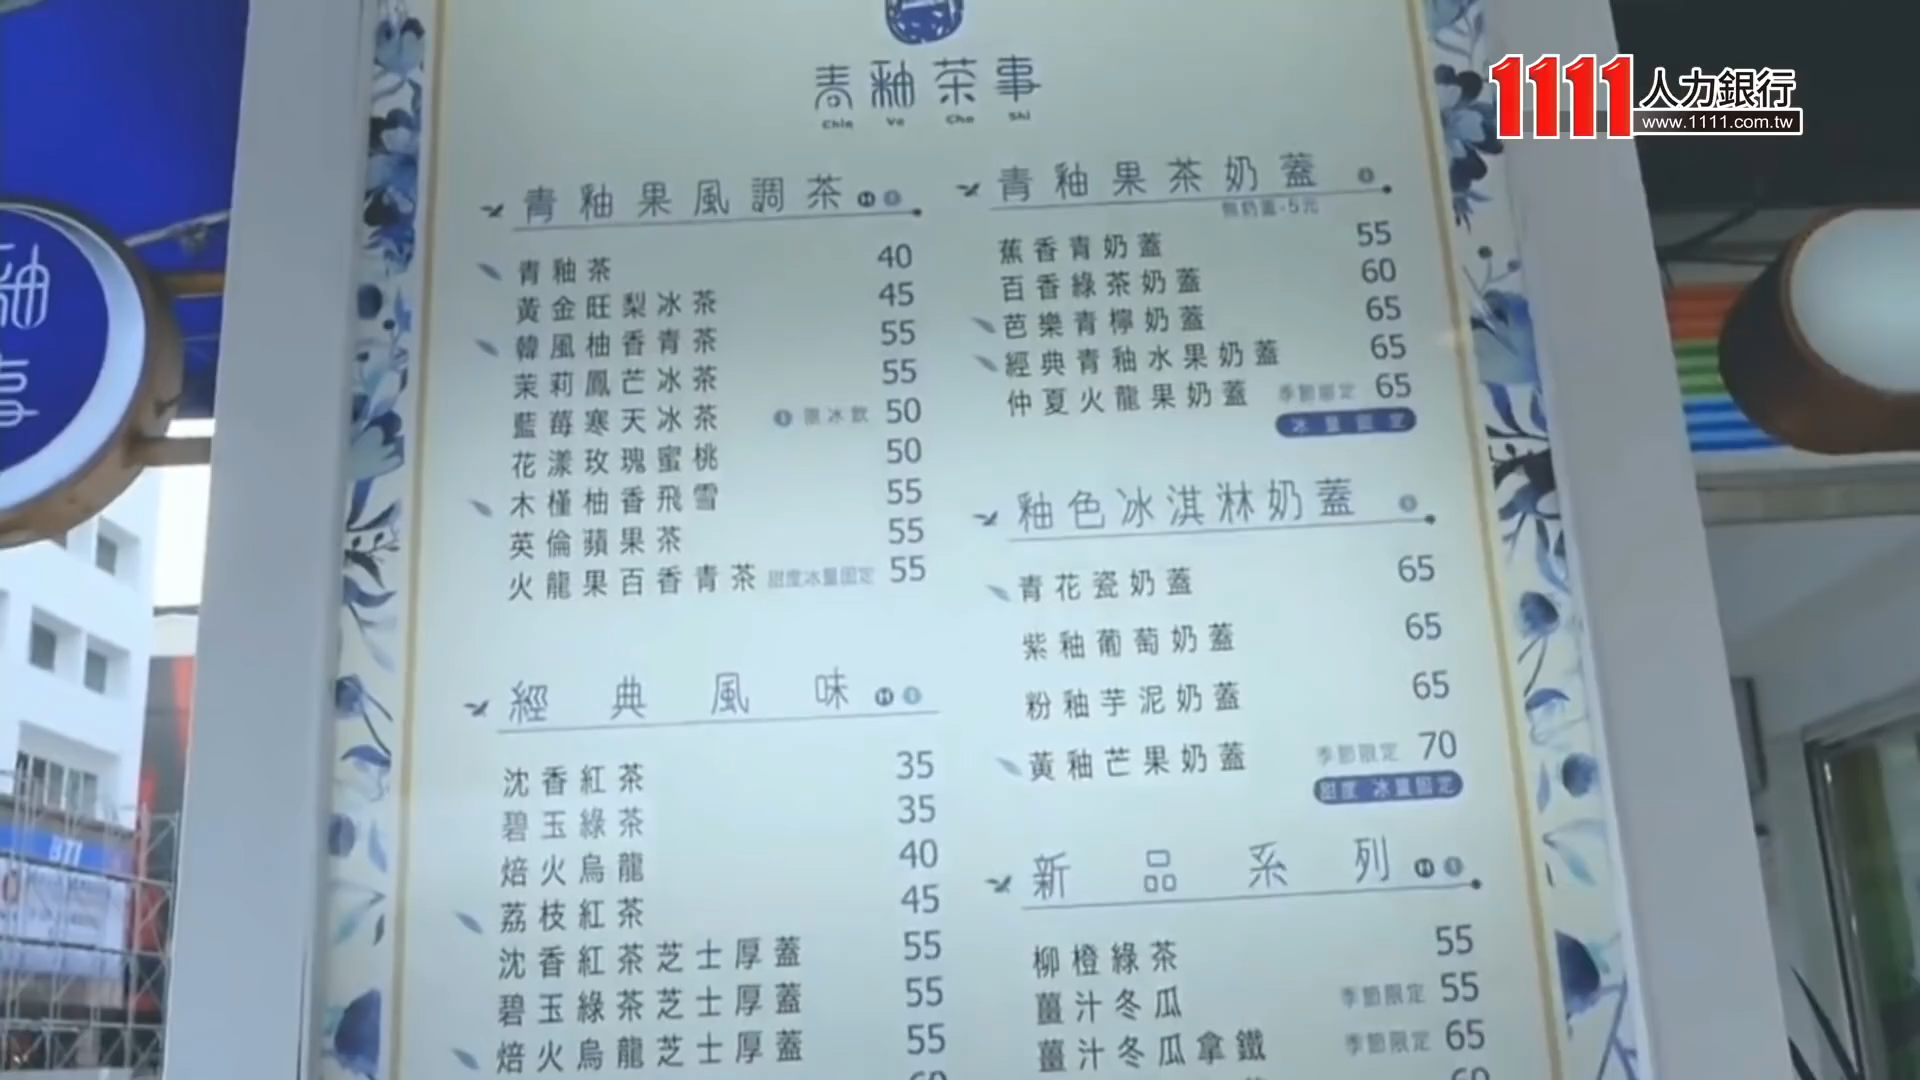 1111人力銀行
www.1111.com.tw
青釉茶事
青釉果風調茶
青釉茶 40
黃金旺梨冰茶 45
韓風柚香青茶 55
茉莉鳳芒冰茶 55
藍莓寒天冰茶 限冰飲 50
花漾玫瑰蜜桃 50
木槿柚香飛雪 55
英倫蘋果茶 55
火龍果百香青茶 甜度冰量固定 55
經典風味
沈香紅茶 35
碧玉綠茶 35
焙火烏龍 40
荔枝紅茶 45
沈香紅茶芝士厚蓋 55
碧玉綠茶芝士厚蓋 55
焙火烏龍芝士厚蓋 55
青釉果茶奶蓋
無奶蓋-5元
蕉香青奶蓋 55
百香綠茶奶蓋 60
芭樂青檸奶蓋 65
經典青釉水果奶蓋 65
仲夏火龍果奶蓋 季節限定 65
冰量固定
釉色冰淇淋奶蓋
青花瓷奶蓋 65
紫釉葡萄奶蓋 65
粉釉芋泥奶蓋 65
黃釉芒果奶蓋 季節限定 70
甜度 冰量固定
新品系列
柳橙綠茶 55
薑汁冬瓜 季節限定 55
薑汁冬瓜拿鐵 季節限定 65